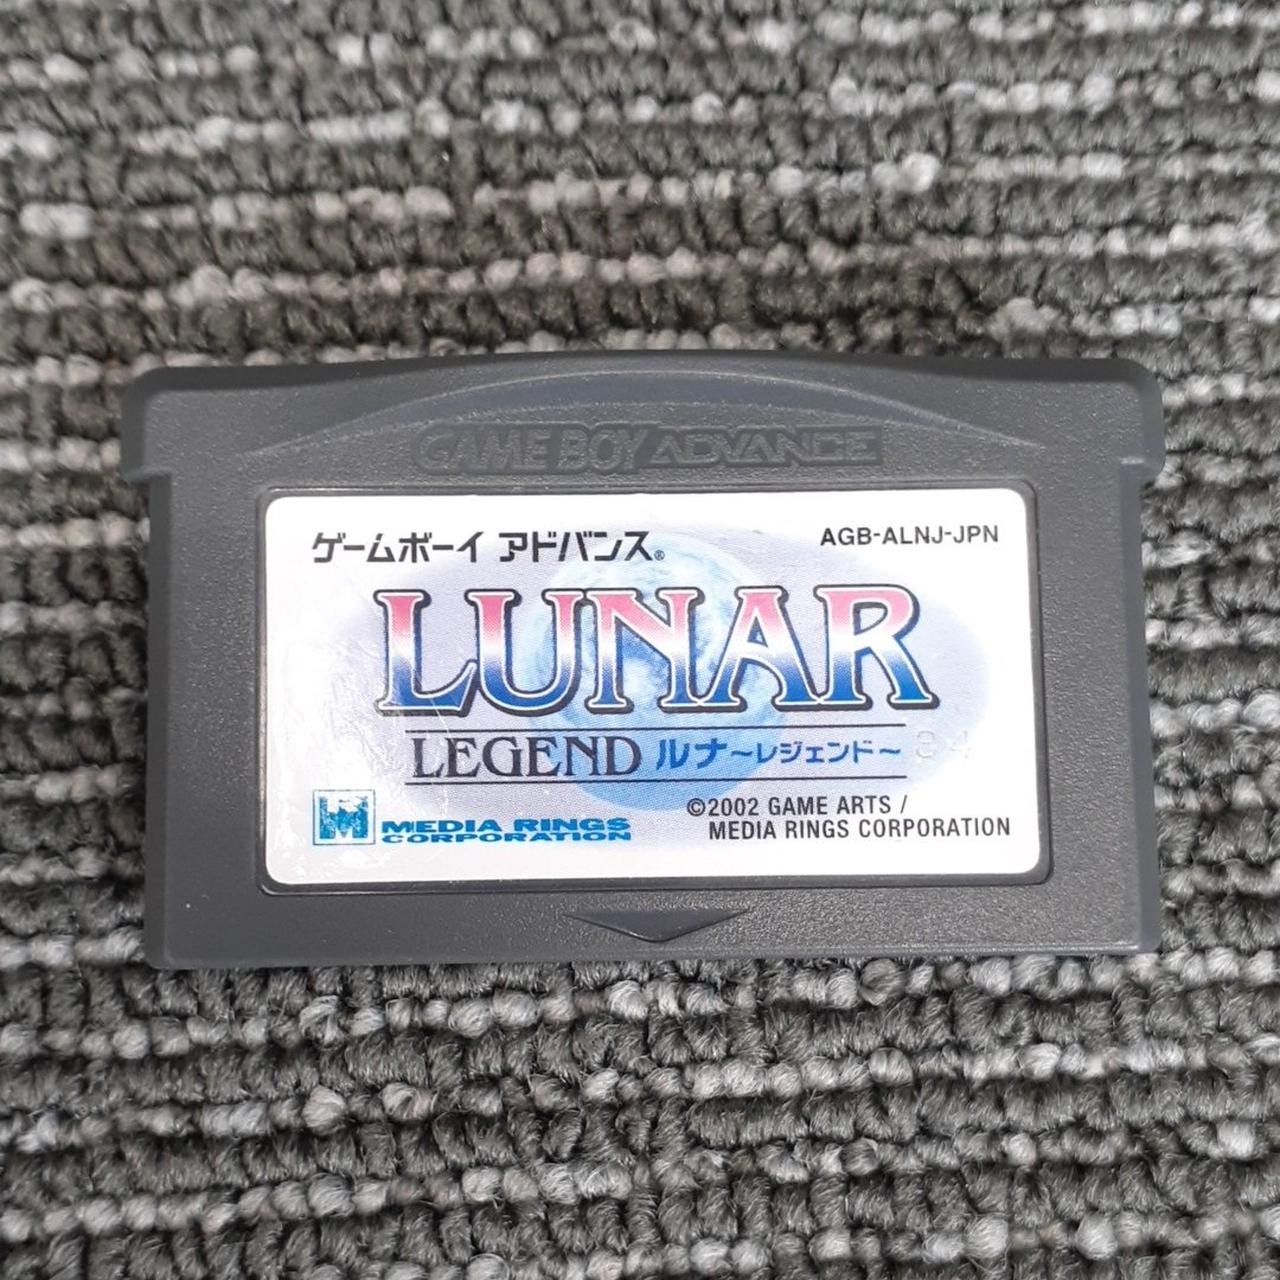 GAME BOY ADVANCE
ゲームボーイ アドバンス®
AGB-ALNJ-JPN
LUNAR
LEGEND ルナ～レジェンド～
MEDIA RINGS
CORPORATION
©2002 GAME ARTS /
MEDIA RINGS CORPORATION